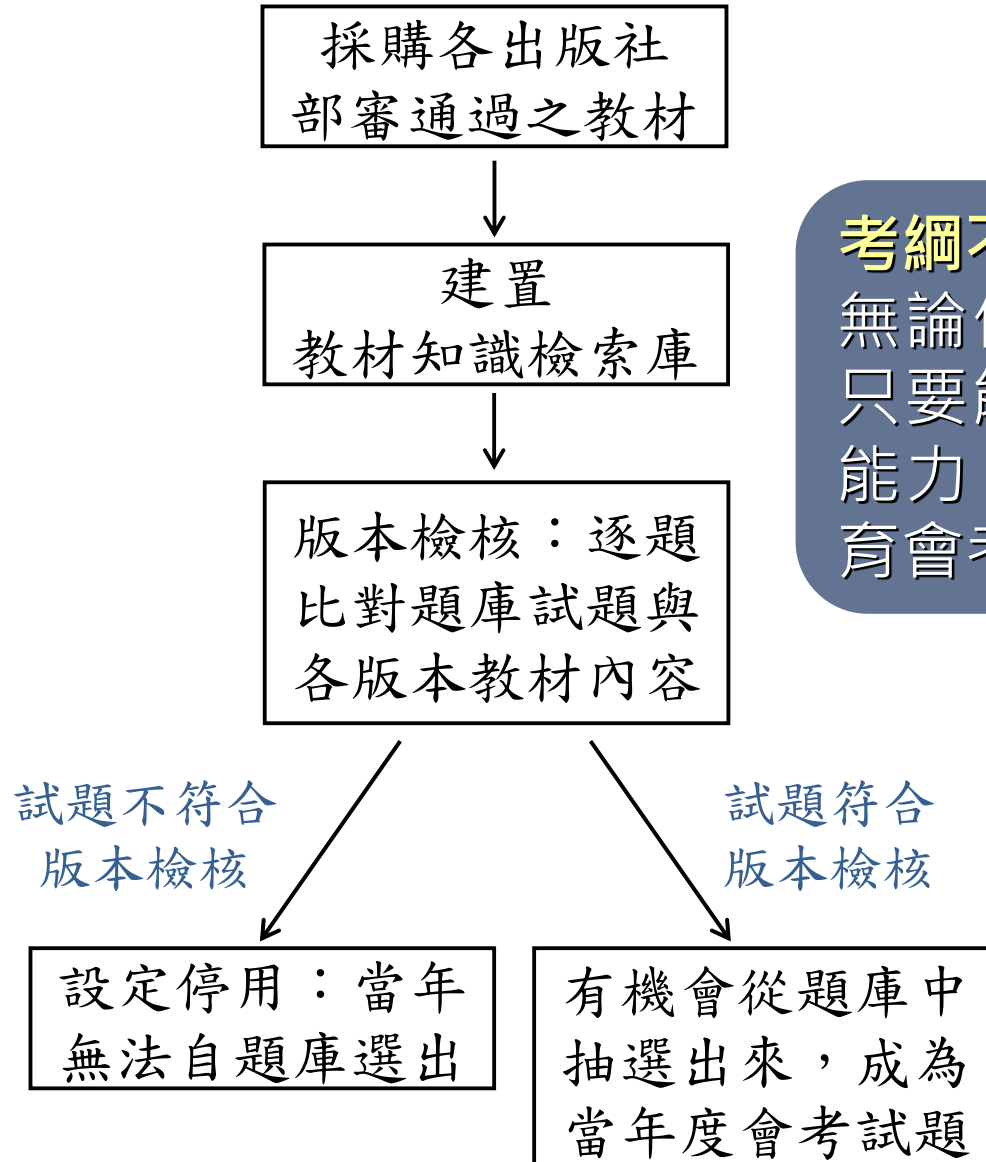 採購各出版社
部審通過之教材
建置
教材知識檢索庫
版本檢核：逐題
比對題庫試題與
各版本教材內容
試題不符合
版本檢核
試題符合
版本檢核
設定停用：當年
無法自題庫選出
有機會從題庫中
抽選出來，成為
當年度會考試題
考綱
無論
只要
能力
育會